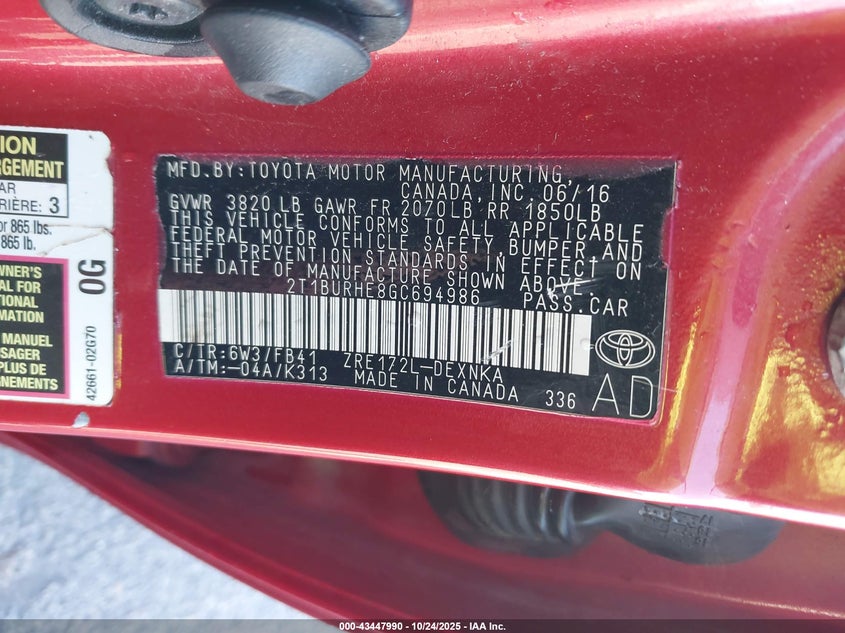 ION
RGEMENT
AR
RIÈRE: 3
or 865 lbs.
865 lb.
WNER'S
AL FOR
TIONAL
TION
MANUEL
SAGER
PLUS DE
GNEMENTS
0G
42661-02G70
MFD.BY:TOYOTA MOTOR MANUFACTURING,
CANADA, INC. 06/16
GVWR 3820LB GAWR FR 2070LB RR 1850LB
THIS VEHICLE CONFORMS TO ALL APPLICABLE
FEDERAL MOTOR VEHICLE SAFETY, BUMPER, AND
THEFT PREVENTION STANDARDS IN EFFECT ON
THE DATE OF MANUFACTURE SHOWN ABOVE.
2T1BURHE8GC694986 PASS.CAR
C/TR:6W3/FB41 ZRE172L-DEXNKA
A/TM:-04A/K313 MADE IN CANADA 336
AD
000-43447990 - 10/24/2025 - IAA Inc.